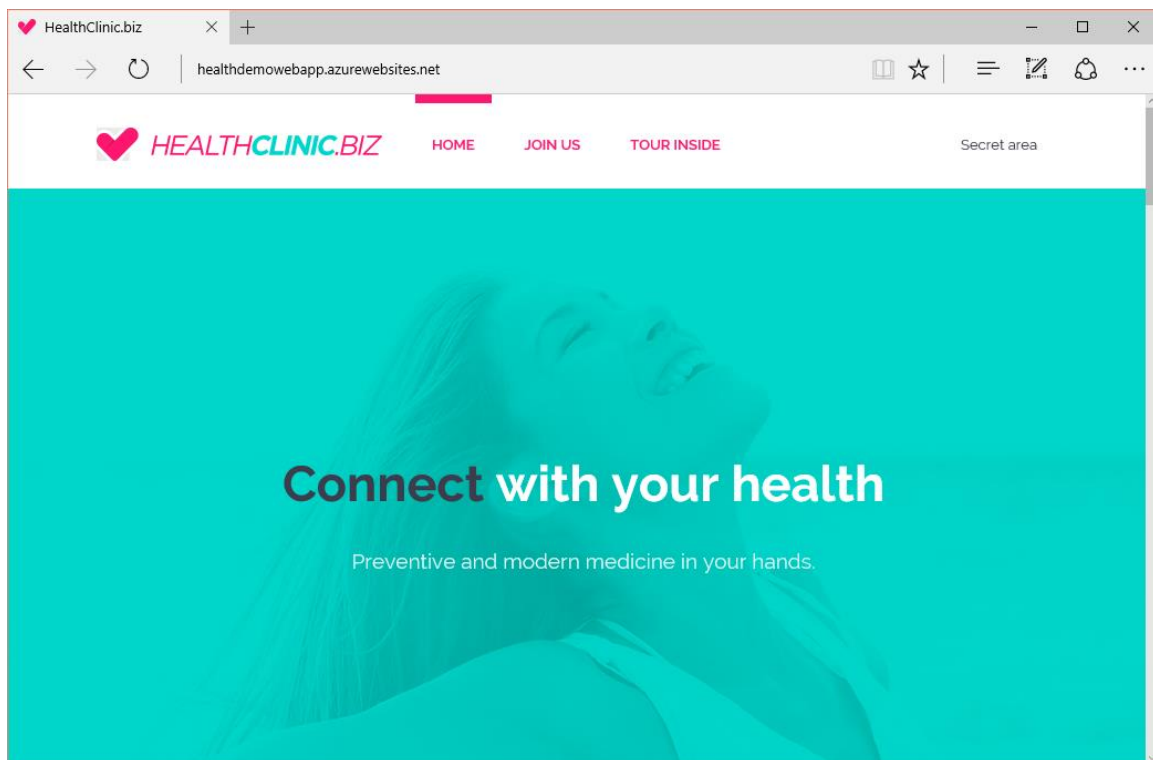 HealthClinic.biz
healthdemowebapp.azurewebsites.net
HEALTHCLINIC.BIZ HOME JOIN US TOUR INSIDE Secret area
Connect with your health
Preventive and modern medicine in your hands.